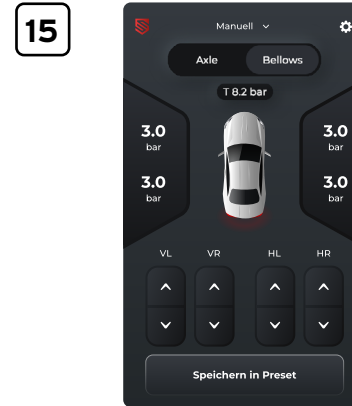 15
Manuell
Axle Bellows
T 8.2 bar
3.0 3.0
bar bar
3.0 3.0
bar bar
VL VR HL HR
Speichern in Preset